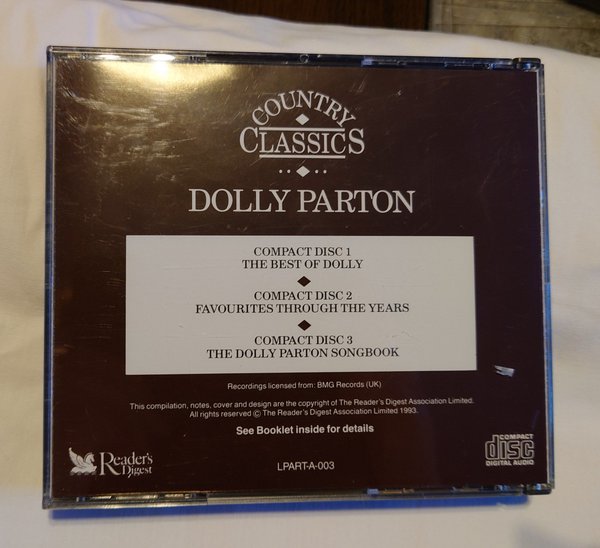 COUNTRY
CLASSICS
DOLLY PARTON
COMPACT DISC 1
THE BEST OF DOLLY
COMPACT DISC 2
FAVOURITES THROUGH THE YEARS
COMPACT DISC 3
THE DOLLY PARTON SONGBOOK
Recordings licensed from: BMG Records (UK)
This compilation, notes, cover and design are the copyright of The Reader's Digest Association Limited.
All rights reserved © The Reader's Digest Association Limited 1993.
See Booklet inside for details
Reader's
Digest
LPART-A-003
COMPACT
disc
DIGITAL AUDIO